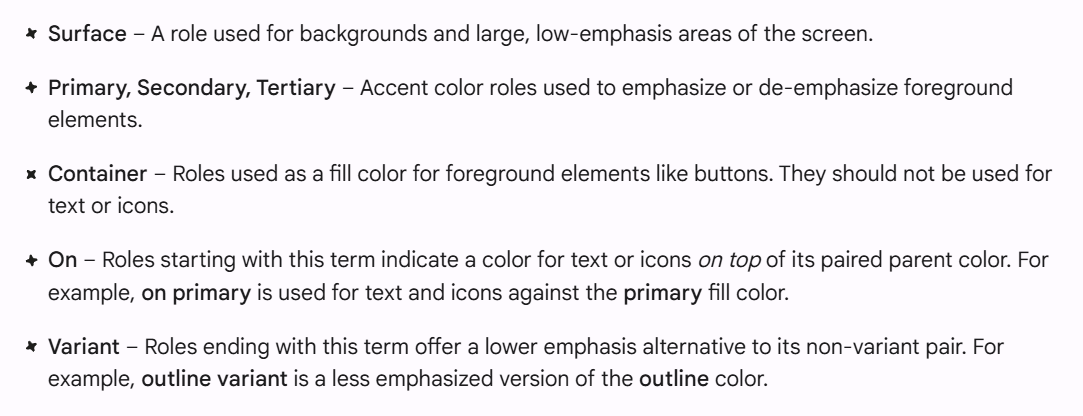 Surface – A role used for backgrounds and large, low-emphasis areas of the screen.
Primary, Secondary, Tertiary – Accent color roles used to emphasize or de-emphasize foreground
elements.
Container – Roles used as a fill color for foreground elements like buttons. They should not be used for
text or icons.
On – Roles starting with this term indicate a color for text or icons on top of its paired parent color. For
example, on primary is used for text and icons against the primary fill color.
Variant – Roles ending with this term offer a lower emphasis alternative to its non-variant pair. For
example, outline variant is a less emphasized version of the outline color.